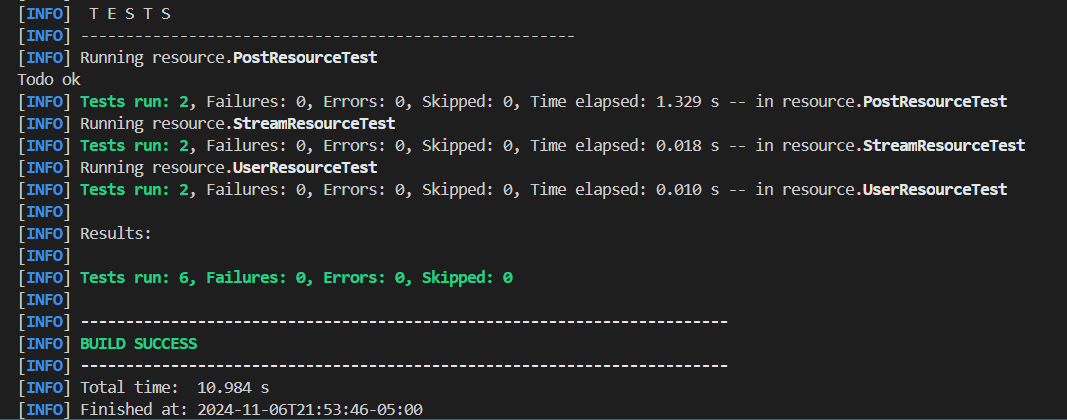 [INFO]  T E S T S
[INFO] -------------------------------------------------------
[INFO] Running resource.PostResourceTest
Todo ok
[INFO] Tests run: 2, Failures: 0, Errors: 0, Skipped: 0, Time elapsed: 1.329 s -- in resource.PostResourceTest
[INFO] Running resource.StreamResourceTest
[INFO] Tests run: 2, Failures: 0, Errors: 0, Skipped: 0, Time elapsed: 0.018 s -- in resource.StreamResourceTest
[INFO] Running resource.UserResourceTest
[INFO] Tests run: 2, Failures: 0, Errors: 0, Skipped: 0, Time elapsed: 0.010 s -- in resource.UserResourceTest
[INFO]
[INFO] Results:
[INFO]
[INFO] Tests run: 6, Failures: 0, Errors: 0, Skipped: 0
[INFO]
[INFO] ------------------------------------------------------------------------
[INFO] BUILD SUCCESS
[INFO] ------------------------------------------------------------------------
[INFO] Total time:  10.984 s
[INFO] Finished at: 2024-11-06T21:53:46-05:00